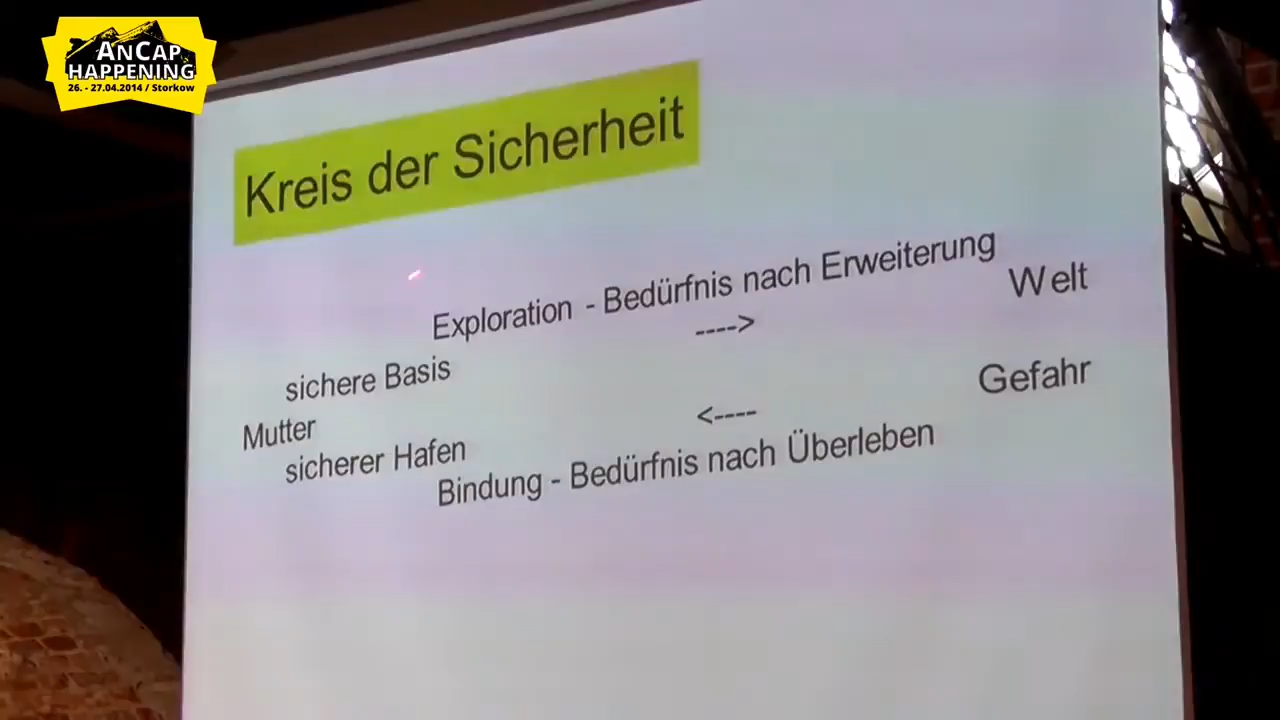 ANCAP
HAPPENING
26. - 27.04.2014 / Storkow
Kreis der Sicherheit
Exploration - Bedürfnis nach Erweiterung
Welt
---->
sichere Basis
Gefahr
Mutter
<----
sicherer Hafen
Bindung - Bedürfnis nach Überleben